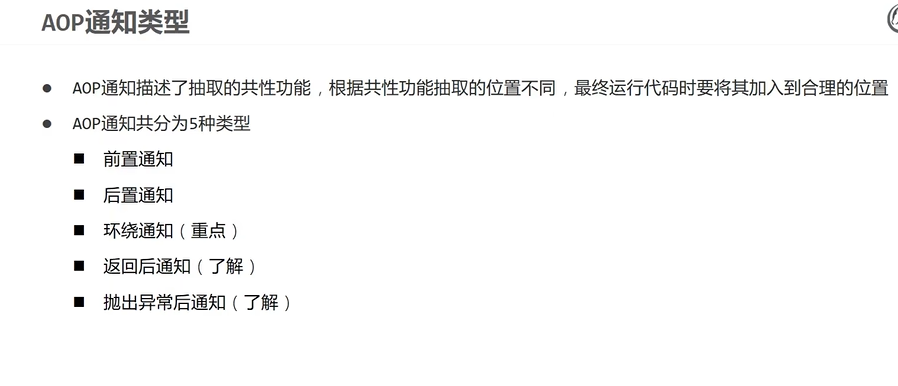 AOP通知类型
AOP通知描述了抽取的共性功能，根据共性功能抽取的位置不同，最终运行代码时要将其加入到合理的位置
AOP通知共分为5种类型
前置通知
后置通知
环绕通知（重点）
返回后通知（了解）
抛出异常后通知（了解）